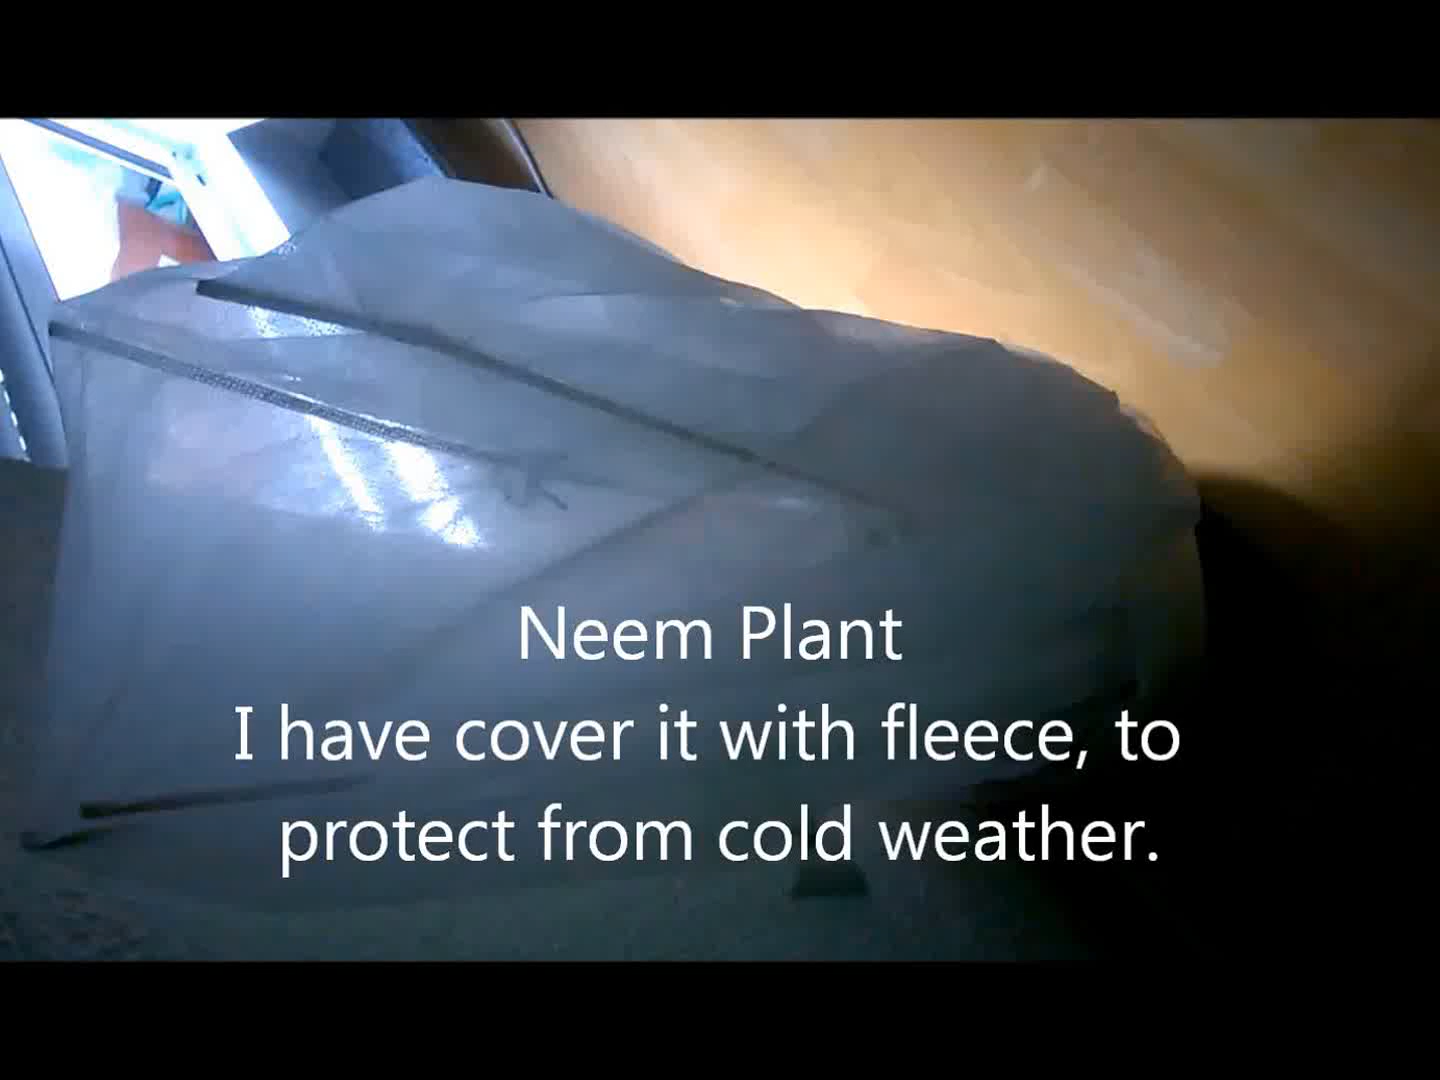 Neem Plant
I have cover it with fleece, to
protect from cold weather.